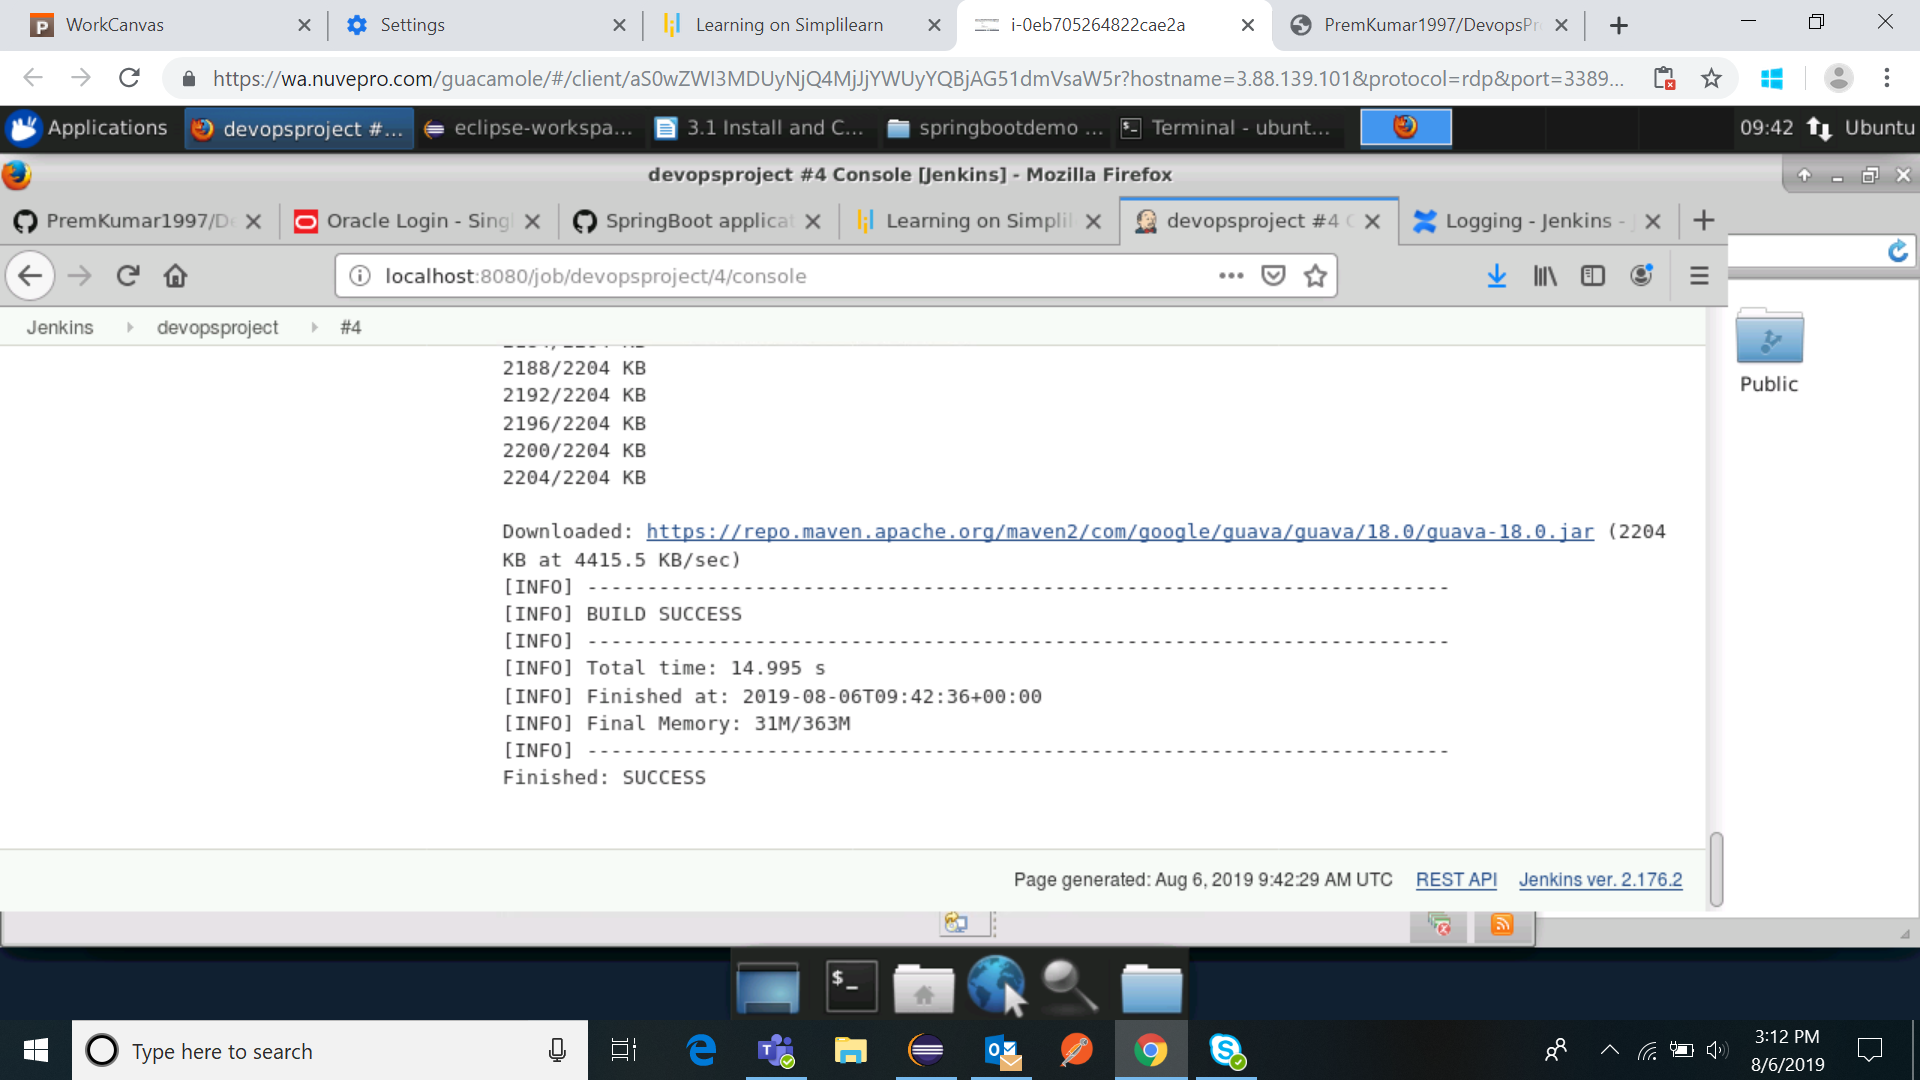 WorkCanvas
Settings
Learning on Simplilearn
i-0eb705264822cae2a
PremKumar1997/DevopsPr
https://wa.nuvepro.com/guacamole/#/client/aS0wZWI3MDUyNjQ4MjJjYWUyYQBjAG51dmVsaW5r?hostname=3.88.139.101&protocol=rdp&port=3389...
Applications
devopsproject #...
eclipse-workspa...
3.1 Install and C...
springbootdemo ...
Terminal - ubunt...
09:42
Ubuntu
devopsproject #4 Console [Jenkins] - Mozilla Firefox
PremKumar1997/De
Oracle Login - Singl
SpringBoot applicat
Learning on Simplil
devopsproject #4 C
Logging - Jenkins - J
localhost:8080/job/devopsproject/4/console
Jenkins
devopsproject
#4
2188/2204 KB
2192/2204 KB
2196/2204 KB
2200/2204 KB
2204/2204 KB
Downloaded: https://repo.maven.apache.org/maven2/com/google/guava/guava/18.0/guava-18.0.jar (2204
KB at 4415.5 KB/sec)
[INFO] ------------------------------------------------------------------------
[INFO] BUILD SUCCESS
[INFO] ------------------------------------------------------------------------
[INFO] Total time: 14.995 s
[INFO] Finished at: 2019-08-06T09:42:36+00:00
[INFO] Final Memory: 31M/363M
[INFO] ------------------------------------------------------------------------
Finished: SUCCESS
Page generated: Aug 6, 2019 9:42:29 AM UTC
REST API
Jenkins ver. 2.176.2
Public
Type here to search
3:12 PM
8/6/2019